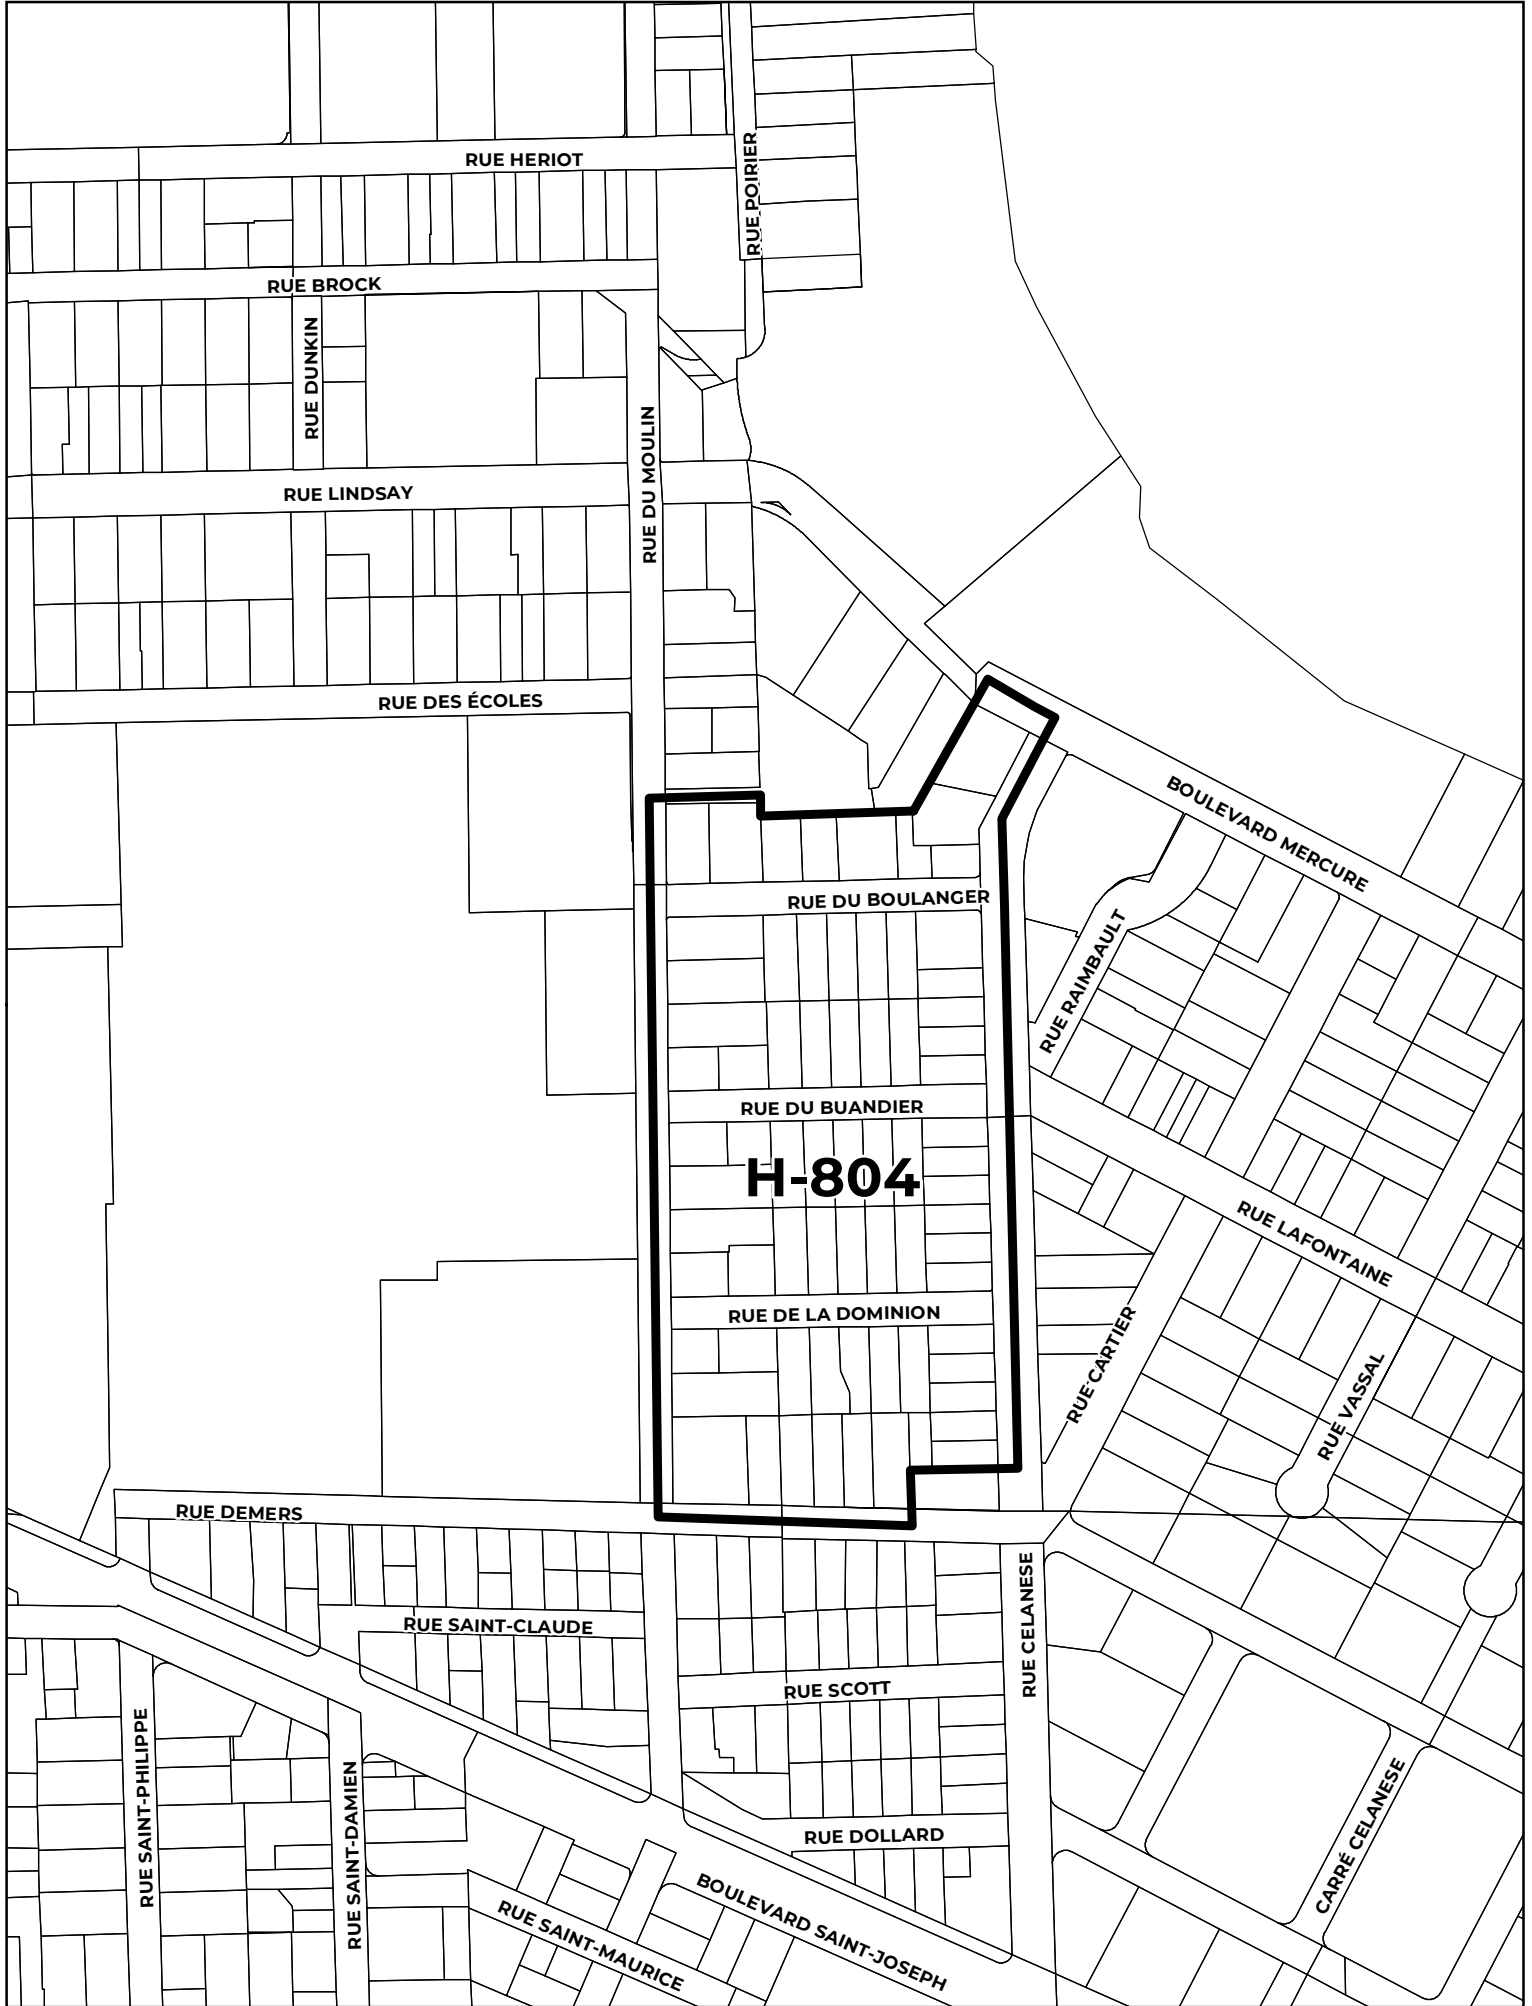 RUE HERIOT
RUE POIRIER
RUE BROCK
RUE DUNKIN
RUE DU MOULIN
RUE LINDSAY
RUE DES ÉCOLES
BOULEVARD MERCURE
RUE DU BOULANGER
RUE RAIMBAULT
RUE DU BUANDIER
H-804
RUE LAFONTAINE
RUE DE LA DOMINION
RUE CARTIER
RUE VASSAL
RUE DEMERS
RUE CELANESE
RUE SAINT-CLAUDE
RUE SCOTT
RUE SAINT-PHILIPPE
RUE SAINT-DAMIEN
CARRÉ CELANESE
RUE DOLLARD
BOULEVARD SAINT-JOSEPH
RUE SAINT-MAURICE